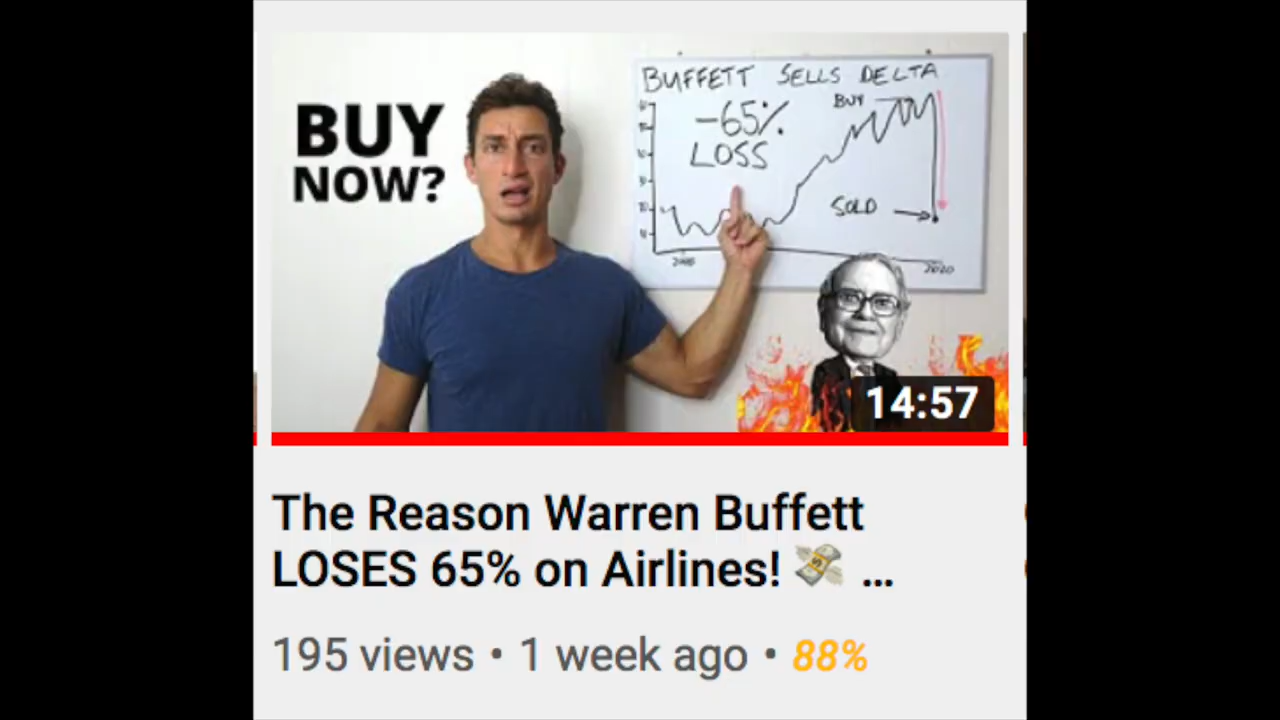 BUY
NOW?
BUFFETT SELLS DELTA
-65%
LOSS
BUY
SOLD
2020
14:57
The Reason Warren Buffett
LOSES 65% on Airlines! 💸 ...
195 views • 1 week ago • 88%